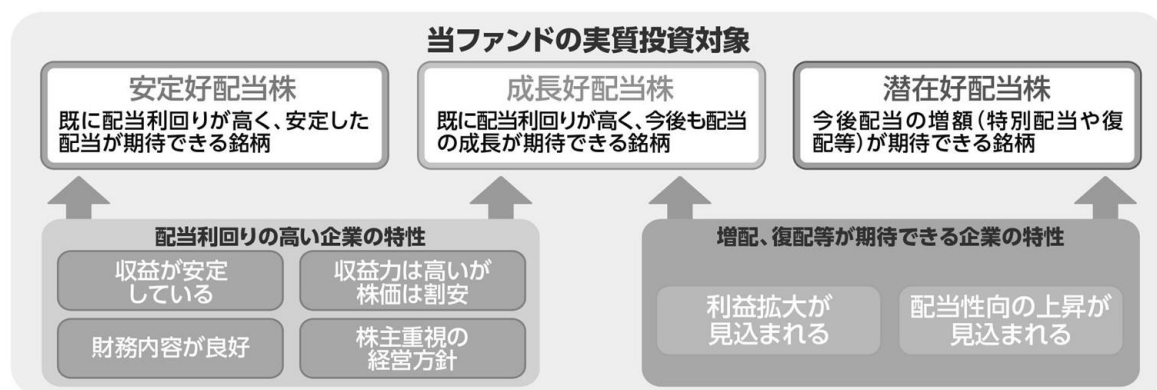 当ファンドの実質投資対象
安定好配当株
既に配当利回りが高く、安定した
配当が期待できる銘柄
成長好配当株
既に配当利回りが高く、今後も配当
の成長が期待できる銘柄
潜在好配当株
今後配当の増額(特別配当や復
配等)が期待できる銘柄
配当利回りの高い企業の特性
収益が安定
している
収益力は高いが
株価は割安
財務内容が良好
株主重視の
経営方針
増配、復配等が期待できる企業の特性
利益拡大が
見込まれる
配当性向の上昇が
見込まれる